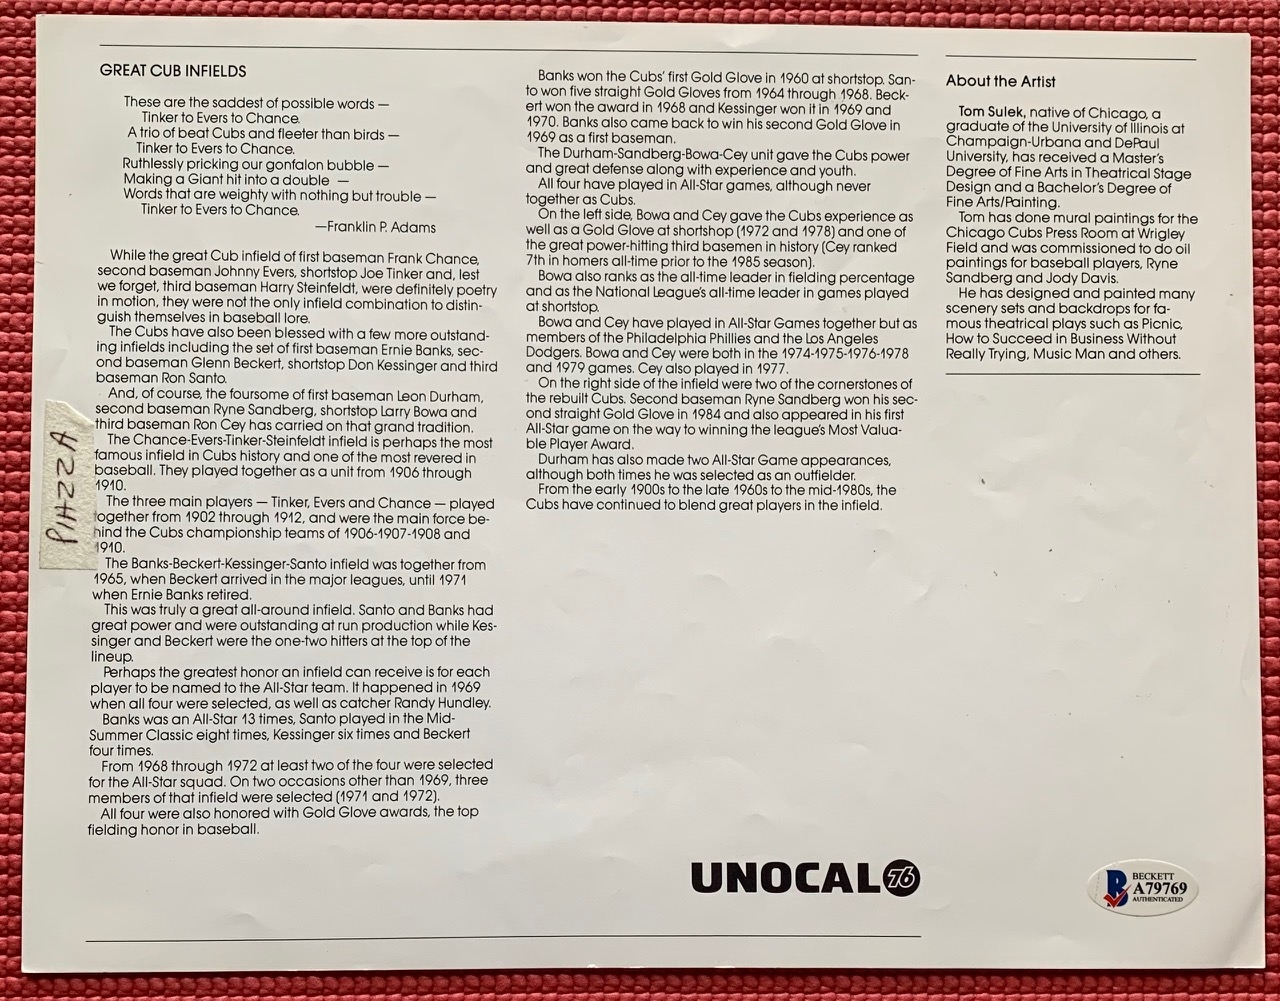 GREAT CUB INFIELDS
These are the saddest of possible words —
Tinker to Evers to Chance.
A trio of beat Cubs and fleeter than birds —
Tinker to Evers to Chance.
Ruthlessly pricking our gonfalon bubble —
Making a Giant hit into a double —
Words that are weighty with nothing but trouble —
Tinker to Evers to Chance.
—Franklin P. Adams
While the great Cub infield of first baseman Frank Chance,
second baseman Johnny Evers, shortstop Joe Tinker and, lest
we forget, third baseman Harry Steinfeldt, were definitely poetry
in motion, they were not the only infield combination to distin-
guish themselves in baseball lore.
The Cubs have also been blessed with a few more outstand-
ing infields including the set of first baseman Ernie Banks, sec-
ond baseman Glenn Beckert, shortstop Don Kessinger and third
baseman Ron Santo.
And, of course, the foursome of first baseman Leon Durham,
second baseman Ryne Sandberg, shortstop Larry Bowa and
third baseman Ron Cey has carried on that grand tradition.
The Chance-Evers-Tinker-Steinfeldt infield is perhaps the most
famous infield in Cubs history and one of the most revered in
baseball. They played together as a unit from 1906 through
1910.
The three main players — Tinker, Evers and Chance — played
together from 1902 through 1912, and were the main force be-
hind the Cubs championship teams of 1906-1907-1908 and
1910.
The Banks-Beckert-Kessinger-Santo infield was together from
1965, when Beckert arrived in the major leagues, until 1971
when Ernie Banks retired.
This was truly a great all-around infield. Santo and Banks had
great power and were outstanding at run production while Kes-
singer and Beckert were the one-two hitters at the top of the
lineup.
Perhaps the greatest honor an infield can receive is for each
player to be named to the All-Star team. It happened in 1969
when all four were selected, as well as catcher Randy Hundley.
Banks was an All-Star 13 times, Santo played in the Mid-
Summer Classic eight times, Kessinger six times and Beckert
four times.
From 1968 through 1972 at least two of the four were selected
for the All-Star squad. On two occasions other than 1969, three
members of that infield were selected (1971 and 1972).
All four were also honored with Gold Glove awards, the top
fielding honor in baseball.
Banks won the Cubs' first Gold Glove in 1960 at shortstop. San-
to won five straight Gold Gloves from 1964 through 1968. Beck-
ert won the award in 1968 and Kessinger won it in 1969 and
1970. Banks also came back to win his second Gold Glove in
1969 as a first baseman.
The Durham-Sandberg-Bowa-Cey unit gave the Cubs power
and great defense along with experience and youth.
All four have played in All-Star games, although never
together as Cubs.
On the left side, Bowa and Cey gave the Cubs experience as
well as a Gold Glove at shortshop (1972 and 1978) and one of
the great power-hitting third basemen in history (Cey ranked
7th in homers all-time prior to the 1985 season).
Bowa also ranks as the all-time leader in fielding percentage
and as the National League's all-time leader in games played
at shortstop.
Bowa and Cey have played in All-Star Games together but as
members of the Philadelphia Phillies and the Los Angeles
Dodgers. Bowa and Cey were both in the 1974-1975-1976-1978
and 1979 games. Cey also played in 1977.
On the right side of the infield were two of the cornerstones of
the rebuilt Cubs. Second baseman Ryne Sandberg won his sec-
ond straight Gold Glove in 1984 and also appeared in his first
All-Star game on the way to winning the league's Most Valua-
ble Player Award.
Durham has also made two All-Star Game appearances,
although both times he was selected as an outfielder.
From the early 1900s to the late 1960s to the mid-1980s, the
Cubs have continued to blend great players in the infield.
About the Artist
Tom Sulek, native of Chicago, a
graduate of the University of Illinois at
Champaign-Urbana and DePaul
University, has received a Master's
Degree of Fine Arts in Theatrical Stage
Design and a Bachelor's Degree of
Fine Arts/Painting.
Tom has done mural paintings for the
Chicago Cubs Press Room at Wrigley
Field and was commissioned to do oil
paintings for baseball players, Ryne
Sandberg and Jody Davis.
He has designed and painted many
scenery sets and backdrops for fa-
mous theatrical plays such as Picnic,
How to Succeed in Business Without
Really Trying, Music Man and others.
PIAZZA
UNOCAL 76
B BECKETT
A79769
AUTHENTICATED